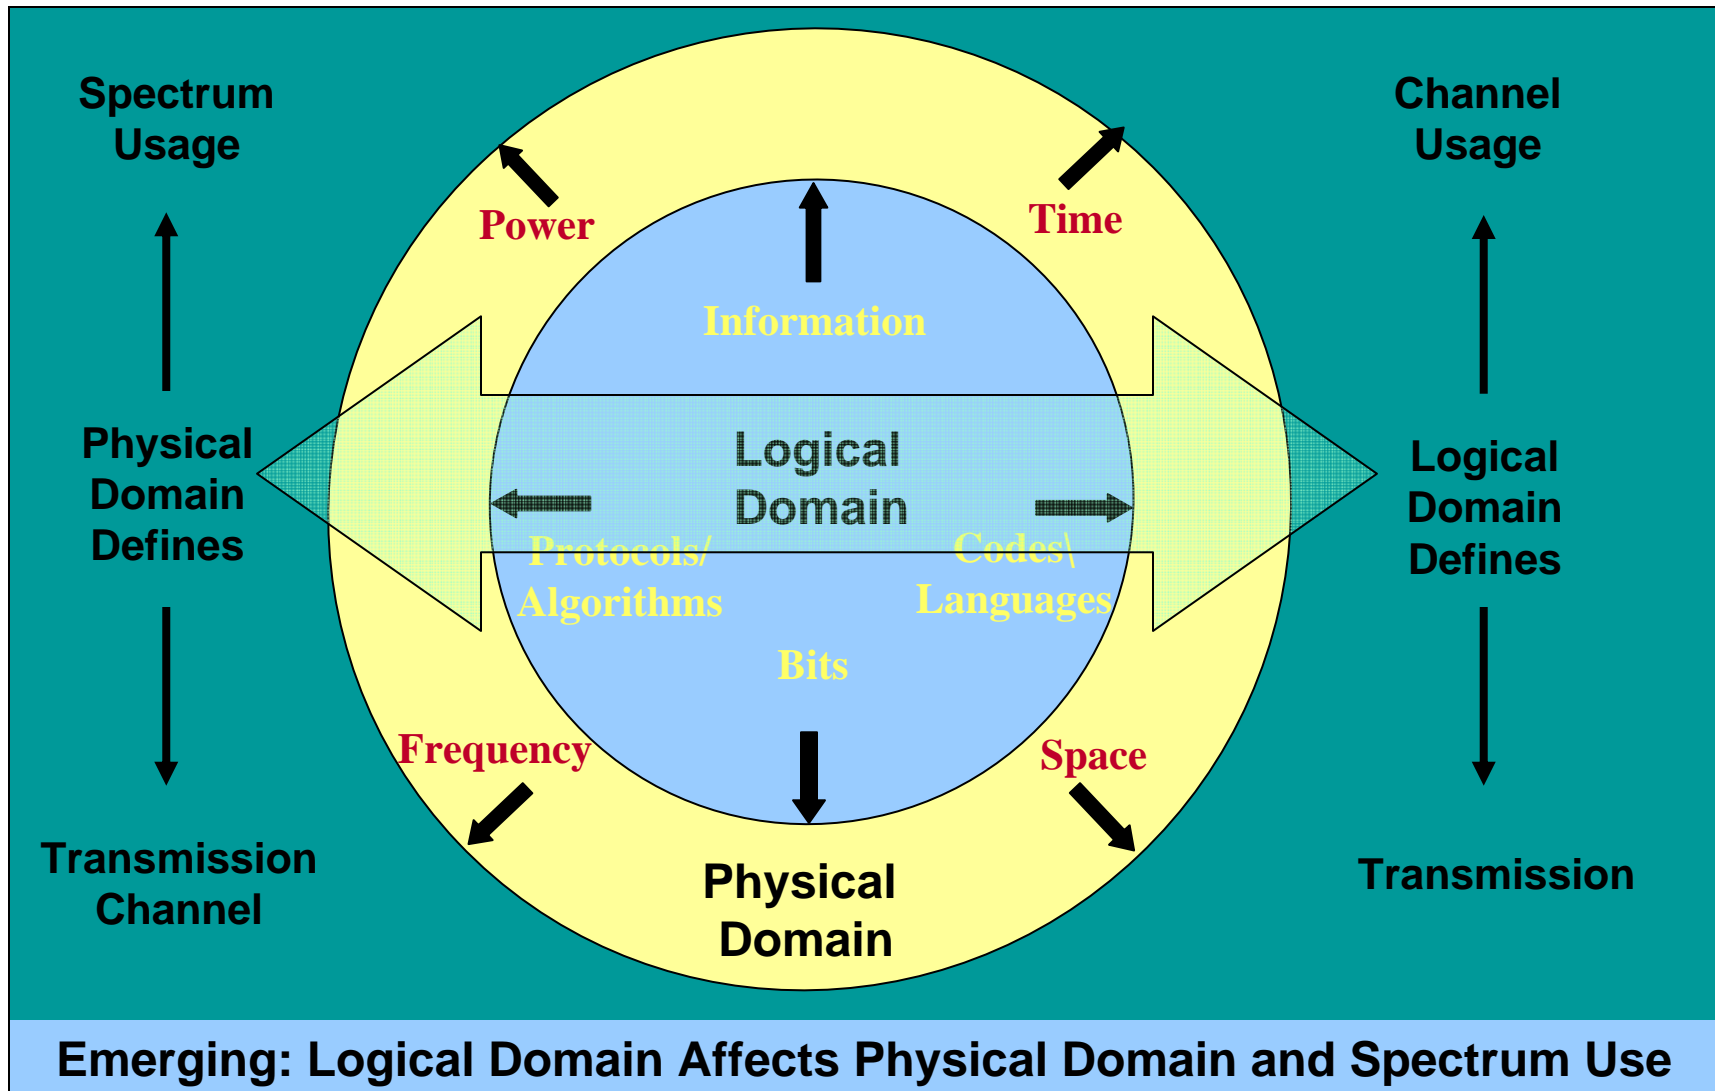 Spectrum
Usage
Channel
Usage
Power
Time
Information
Physical
Domain
Defines
Logical
Domain
Logical
Domain
Defines
Protocols/
Algorithms
Codes\
Languages
Bits
Frequency
Space
Transmission
Channel
Physical
Domain
Transmission
Emerging: Logical Domain Affects Physical Domain and Spectrum Use